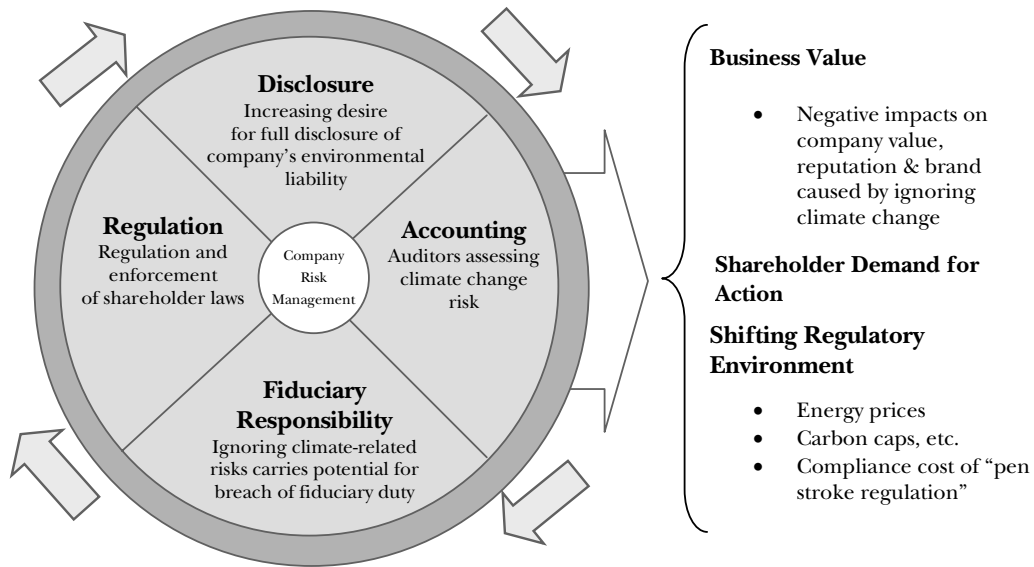 Disclosure
Increasing desire
for full disclosure of
company’s environmental
liability
Regulation
Regulation and
enforcement
of shareholder laws
Company
Risk
Management
Accounting
Auditors assessing
climate change
risk
Fiduciary
Responsibility
Ignoring climate-related
risks carries potential for
breach of fiduciary duty
Business Value
• Negative impacts on
company value,
reputation & brand
caused by ignoring
climate change
Shareholder Demand for
Action
Shifting Regulatory
Environment
• Energy prices
• Carbon caps, etc.
• Compliance cost of “pen
stroke regulation”